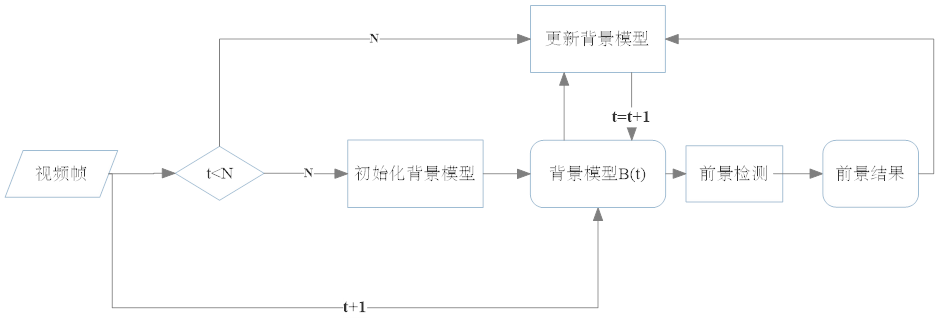 N
更新背景模型
t=t+1
视频帧
t<N
N
初始化背景模型
背景模型B(t)
前景检测
前景结果
t+1